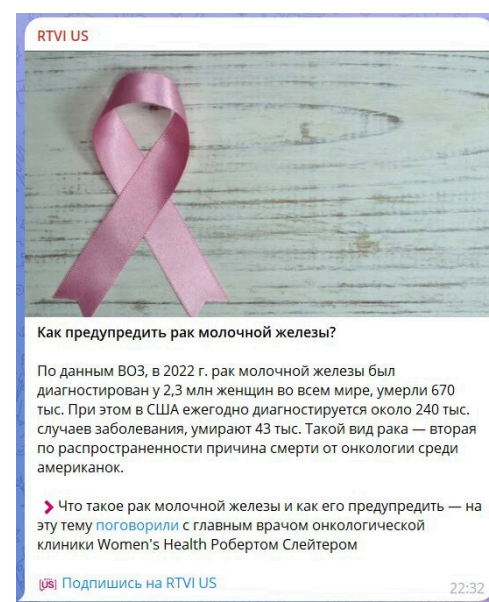 RTVI US
Как предупредить рак молочной железы?
По данным ВОЗ, в 2022 г. рак молочной железы был
диагностирован у 2,3 млн женщин во всем мире, умерли 670
тыс. При этом в США ежегодно диагностируется около 240 тыс.
случаев заболевания, умирают 43 тыс. Такой вид рака — вторая
по распространенности причина смерти от онкологии среди
американок.
Что такое рак молочной железы и как его предупредить — на
эту тему поговорили с главным врачом онкологической
клиники Women's Health Робертом Слейтером
US Подпишись на RTVI US
22:32